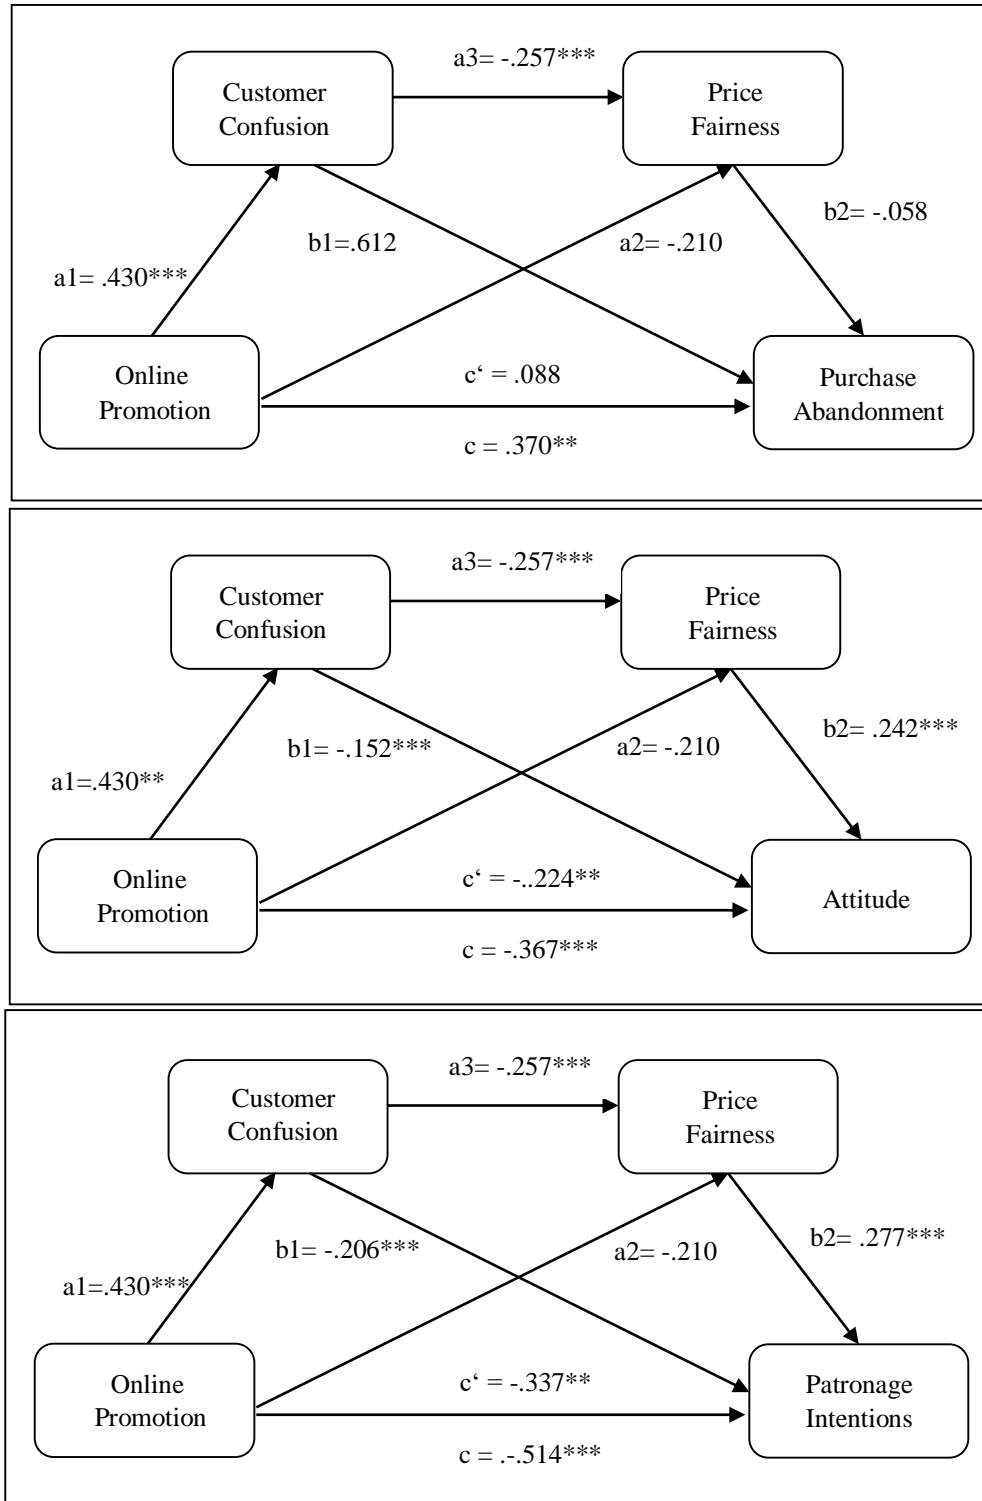 a3= -.257***
Customer
Confusion
Price
Fairness
b2= -.058
b1=.612
a2= -.210
a1= .430***
Online
Promotion
c‘ = .088
Purchase
Abandonment
c = .370**
a3= -.257***
Customer
Confusion
Price
Fairness
b2= .242***
b1= -.152***
a2= -.210
a1=.430**
Online
Promotion
c‘ = -..224**
Attitude
c = -.367***
a3= -.257***
Customer
Confusion
Price
Fairness
b2= .277***
b1= -.206***
a2= -.210
a1=.430***
Online
Promotion
c‘ = -.337**
Patronage
Intentions
c = .-.514***